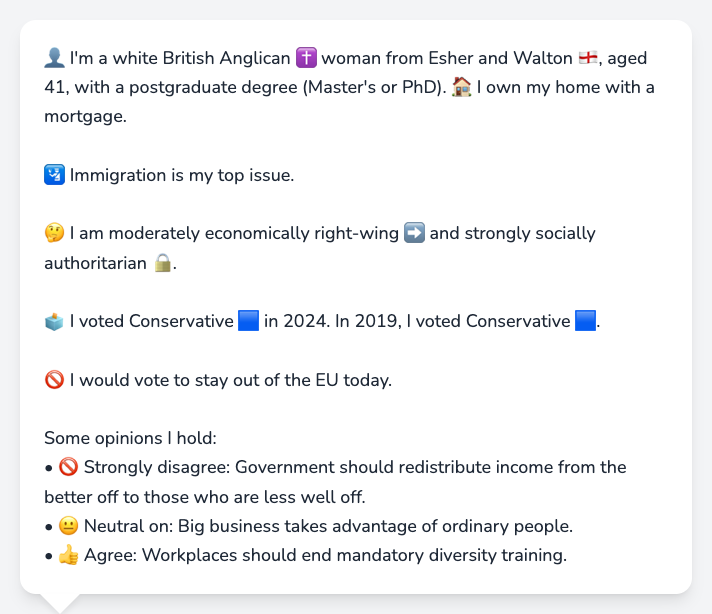 👤 I'm a white British Anglican ✝️ woman from Esher and Walton 🏴󠁧󠁢󠁥󠁮󠁧󠁿, aged
41, with a postgraduate degree (Master's or PhD). 🏠 I own my home with a
mortgage.
🛂 Immigration is my top issue.
🤔 I am moderately economically right-wing ➡️ and strongly socially
authoritarian 🔒.
🗳️ I voted Conservative 🟦 in 2024. In 2019, I voted Conservative 🟦.
🚫 I would vote to stay out of the EU today.
Some opinions I hold:
• 🚫 Strongly disagree: Government should redistribute income from the
better off to those who are less well off.
• 😐 Neutral on: Big business takes advantage of ordinary people.
• 👍 Agree: Workplaces should end mandatory diversity training.